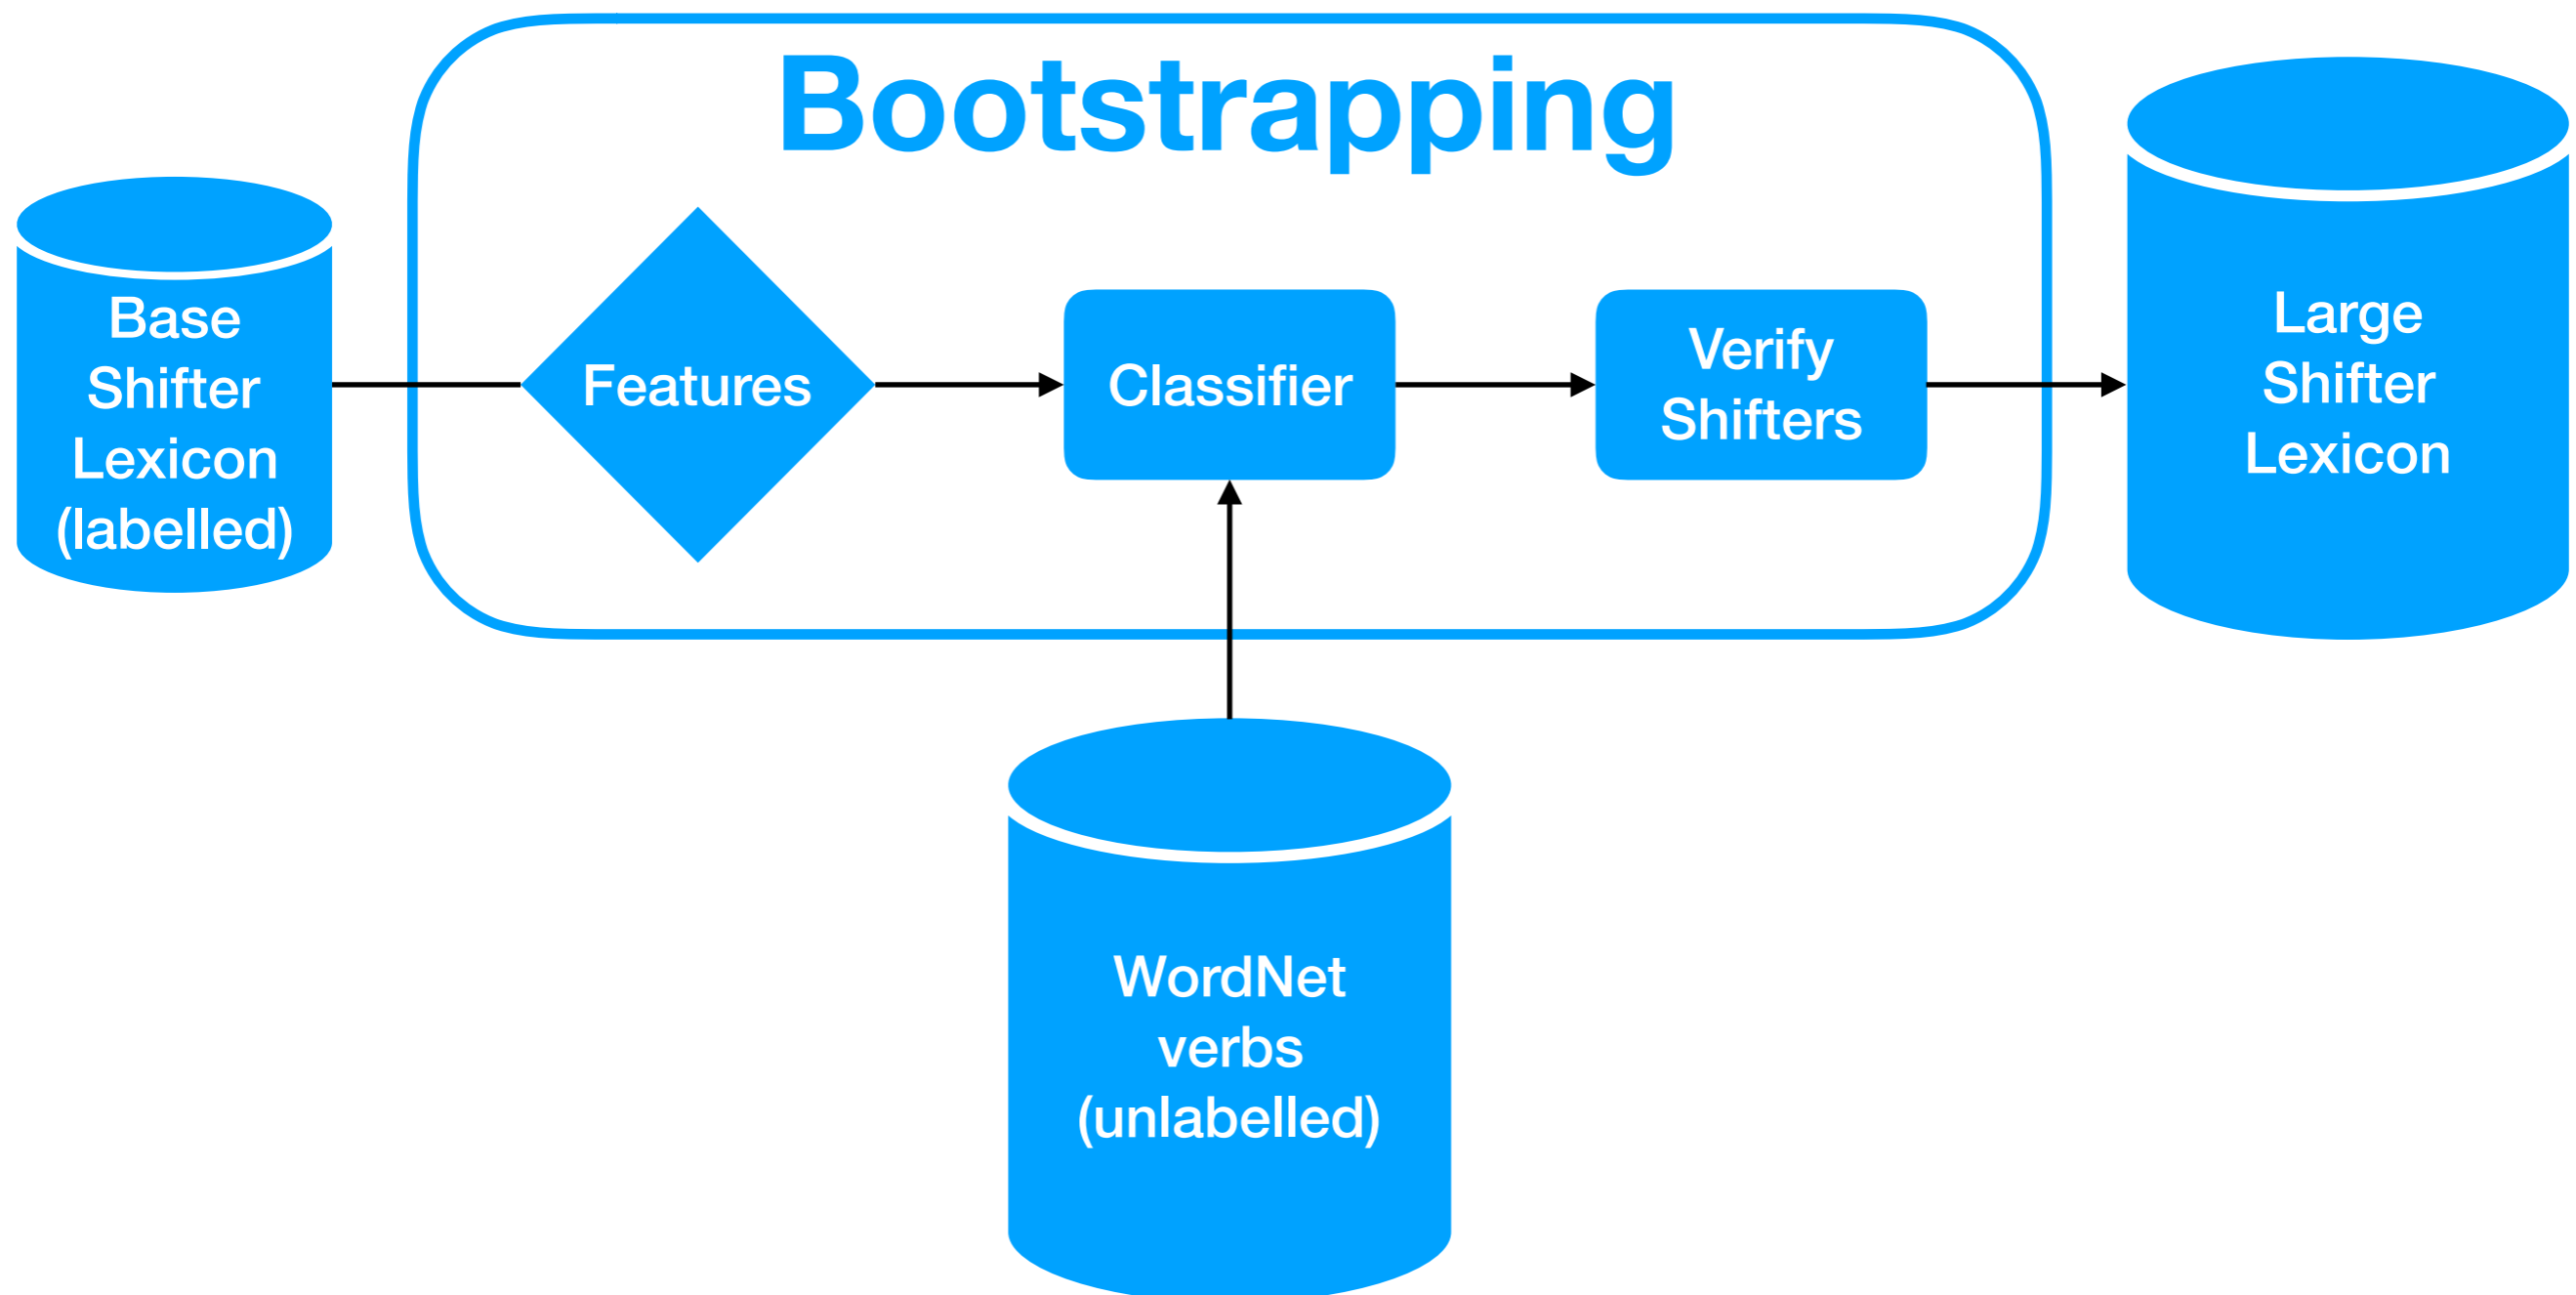 Bootstrapping
Base
Shifter
Lexicon
(labelled)
Features
Classifier
Verify
Shifters
Large
Shifter
Lexicon
WordNet
verbs
(unlabelled)